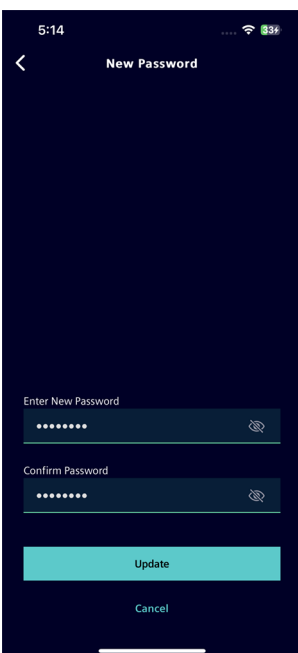 5:14
33
New Password
Enter New Password
••••••••
Confirm Password
••••••••
Update
Cancel